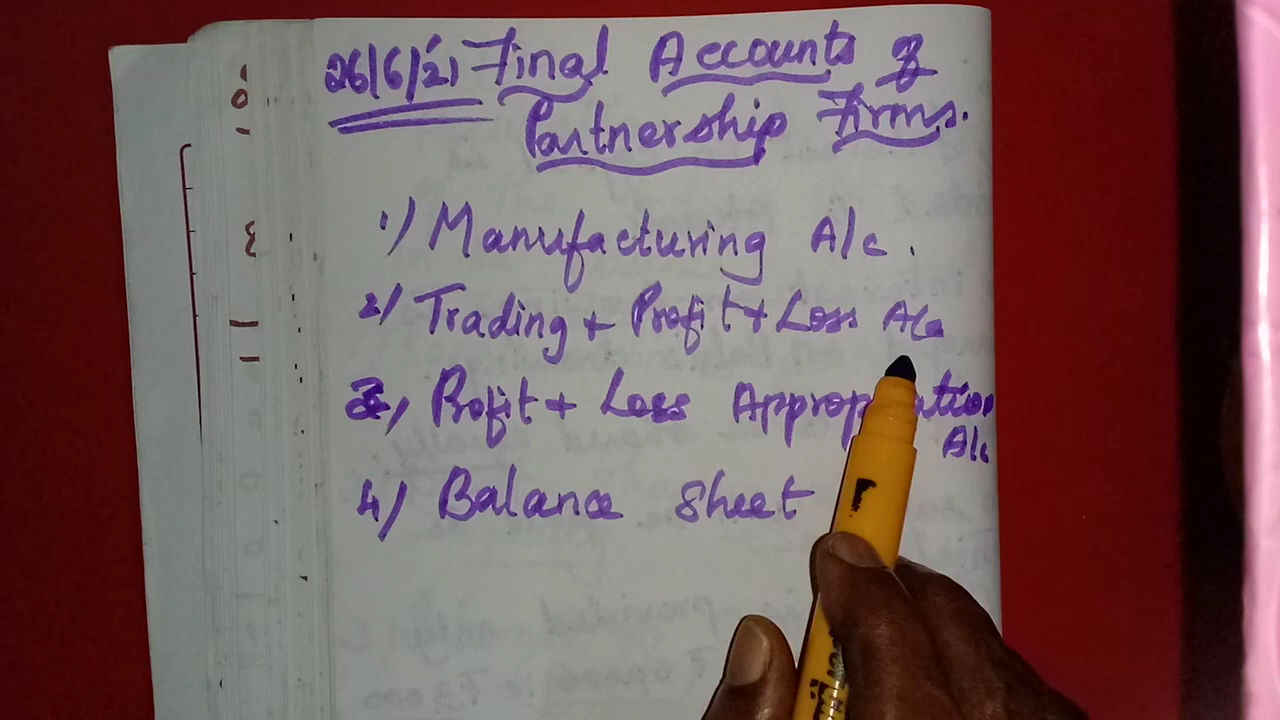 26/6/21 Final Accounts of
Partnership Firms.
1) Manufacturing A/c.
2) Trading + Profit + Loss A/c
3) Profit + Loss Appropriation
A/c
4) Balance Sheet